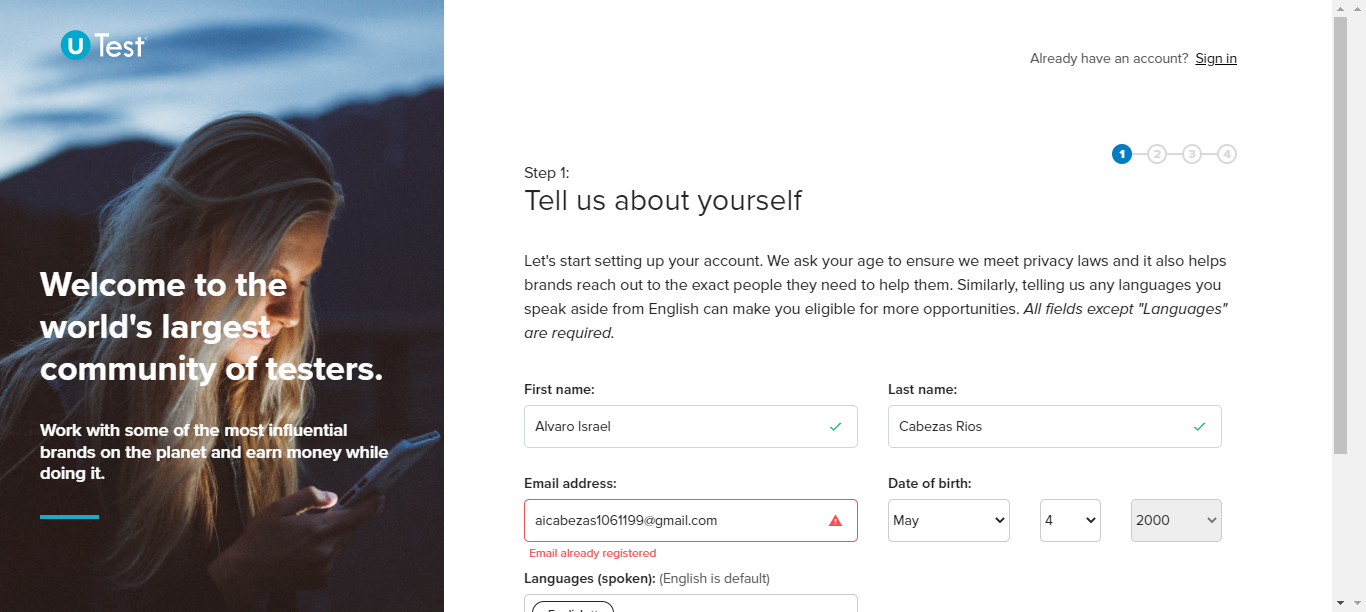 U Test
Already have an account? Sign in
1 2 3 4
Step 1:
Tell us about yourself
Let's start setting up your account. We ask your age to ensure we meet privacy laws and it also helps
brands reach out to the exact people they need to help them. Similarly, telling us any languages you
speak aside from English can make you eligible for more opportunities. All fields except "Languages"
are required.
Welcome to the
world's largest
community of testers.
Work with some of the most influential
brands on the planet and earn money while
doing it.
First name:
Last name:
Alvaro Israel
Cabezas Rios
Email address:
Date of birth:
aicabezas1061199@gmail.com
May
4
2000
Email already registered
Languages (spoken): (English is default)